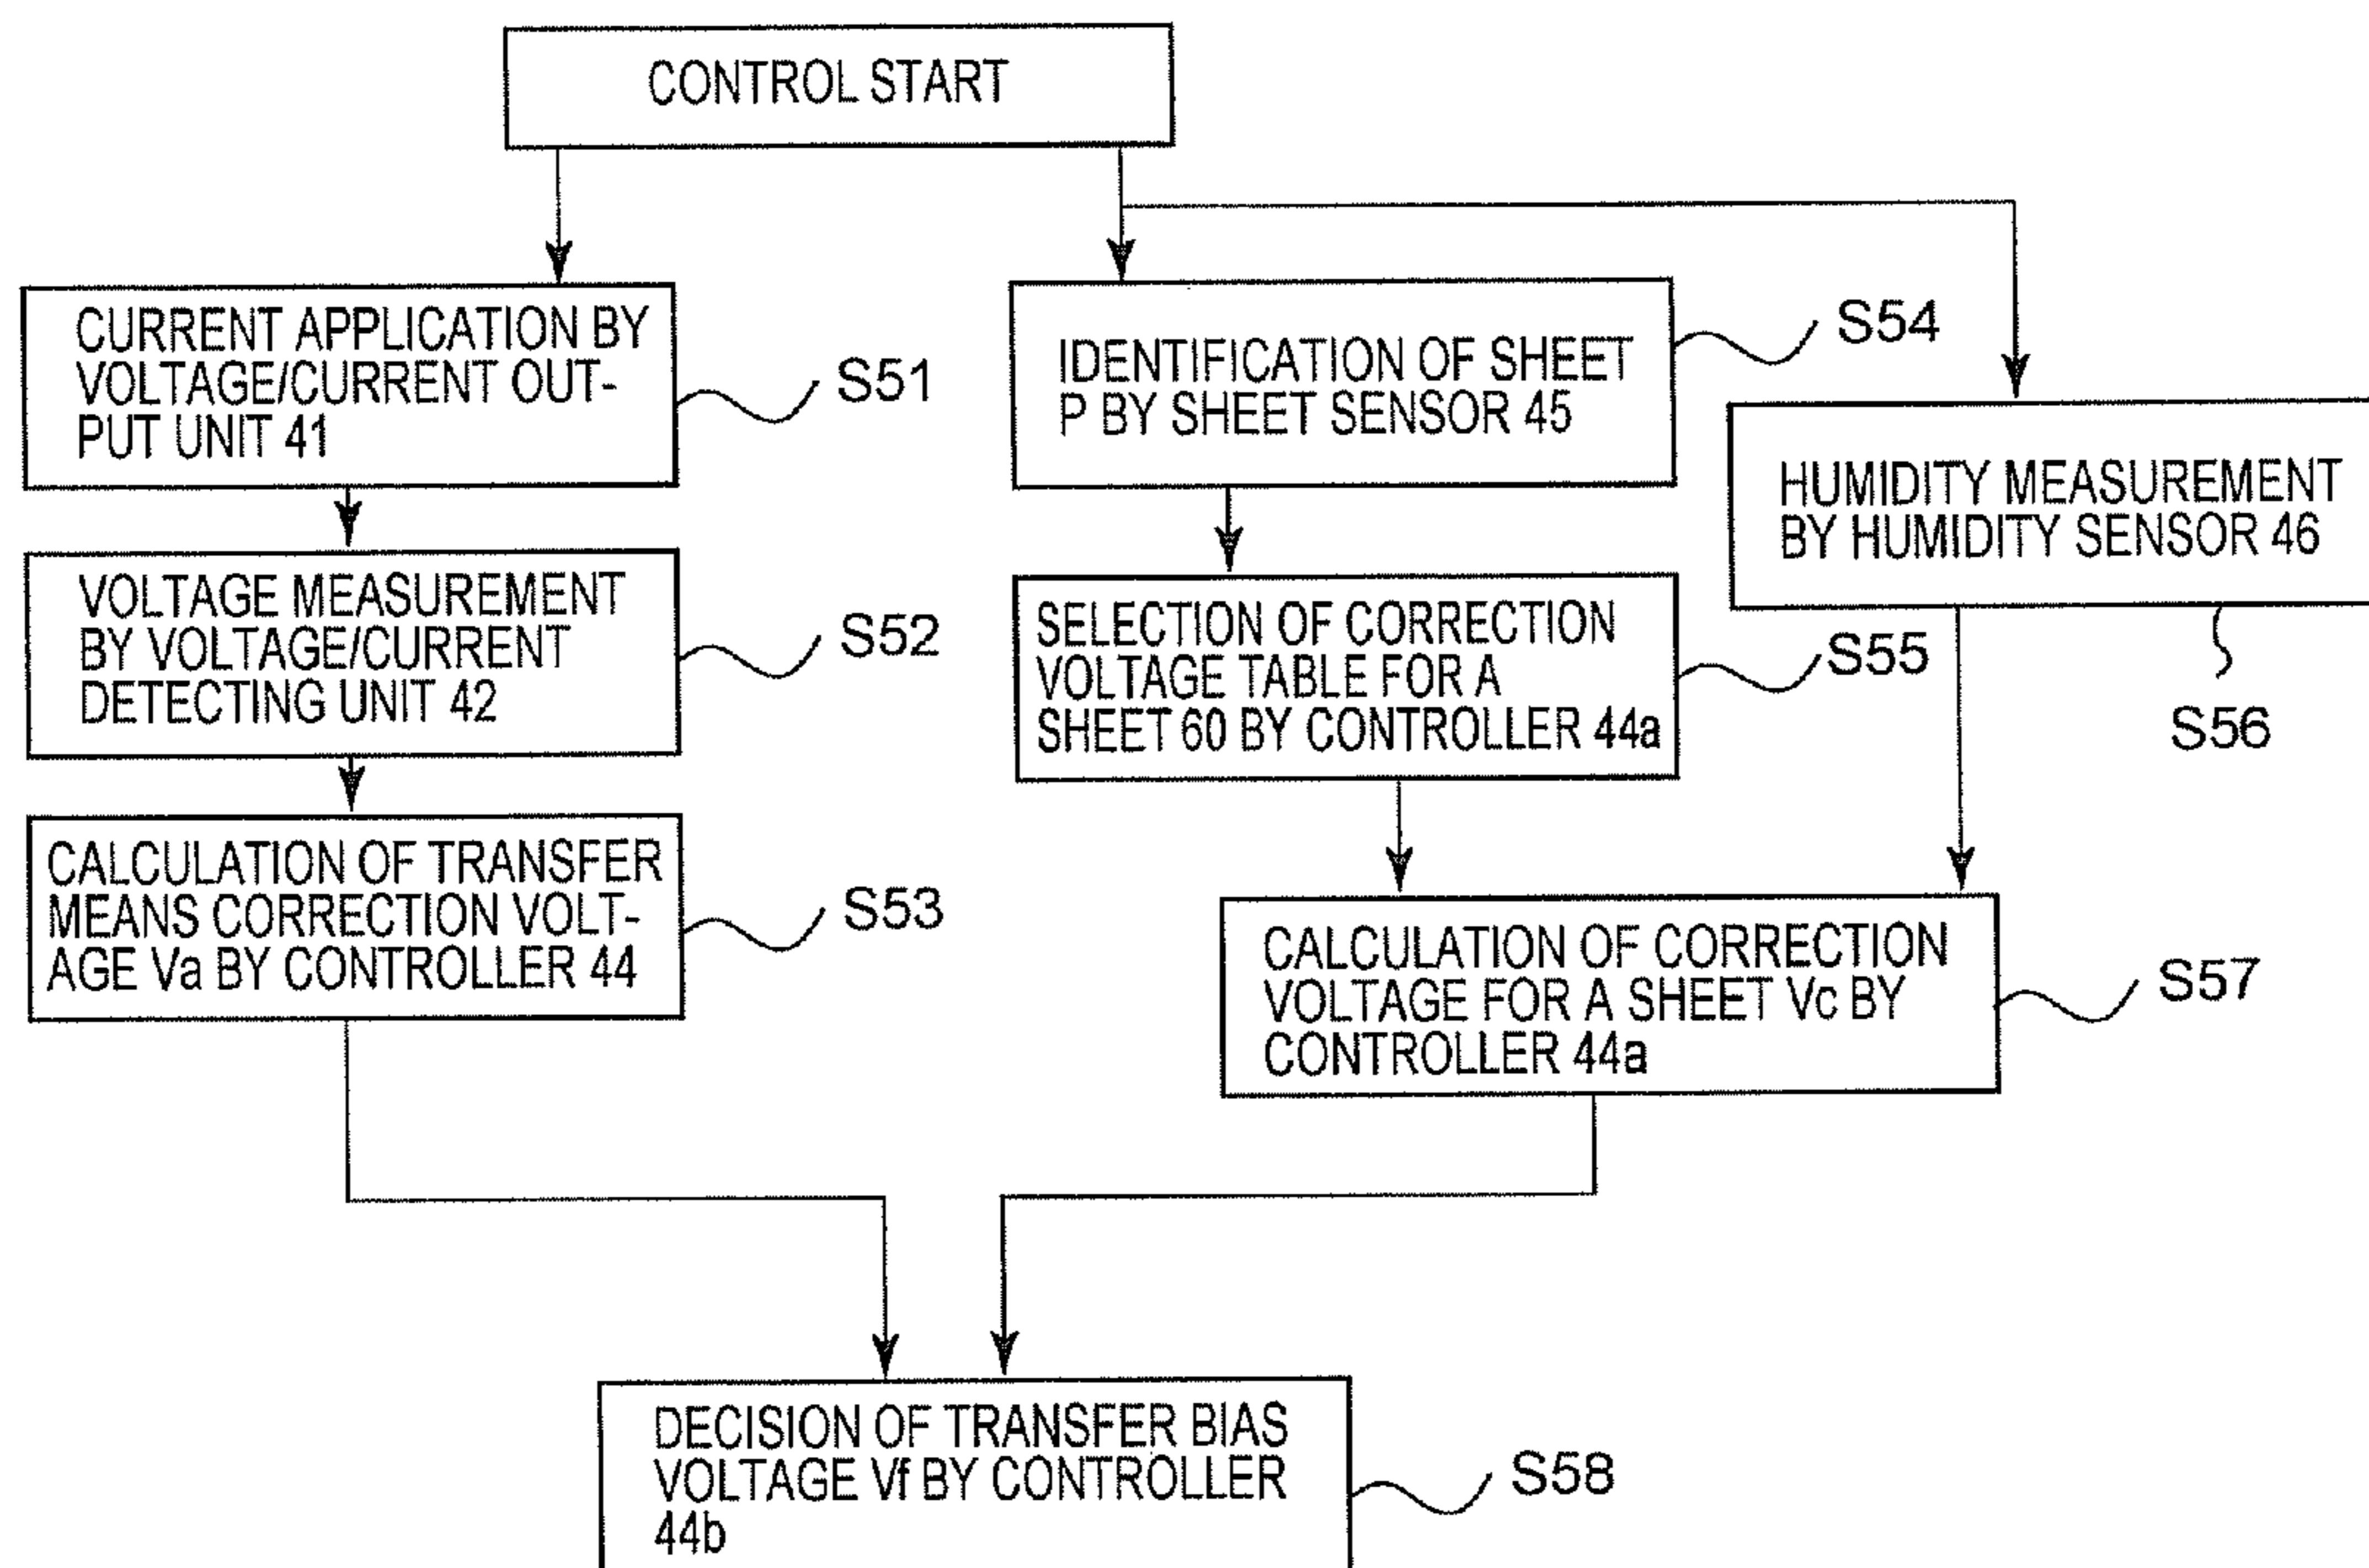 CONTROL START
CURRENT APPLICATION BY
VOLTAGE/CURRENT OUT-
PUT UNIT 41
S51
VOLTAGE MEASUREMENT
BY VOLTAGE/CURRENT
DETECTING UNIT 42
S52
CALCULATION OF TRANSFER
MEANS CORRECTION VOLT-
AGE Va BY CONTROLLER 44
S53
IDENTIFICATION OF SHEET
P BY SHEET SENSOR 45
S54
SELECTION OF CORRECTION
VOLTAGE TABLE FOR A
SHEET 60 BY CONTROLLER 44a
S55
HUMIDITY MEASUREMENT
BY HUMIDITY SENSOR 46
S56
CALCULATION OF CORRECTION
VOLTAGE FOR A SHEET Vc BY
CONTROLLER 44a
S57
DECISION OF TRANSFER BIAS
VOLTAGE Vf BY CONTROLLER
44b
S58